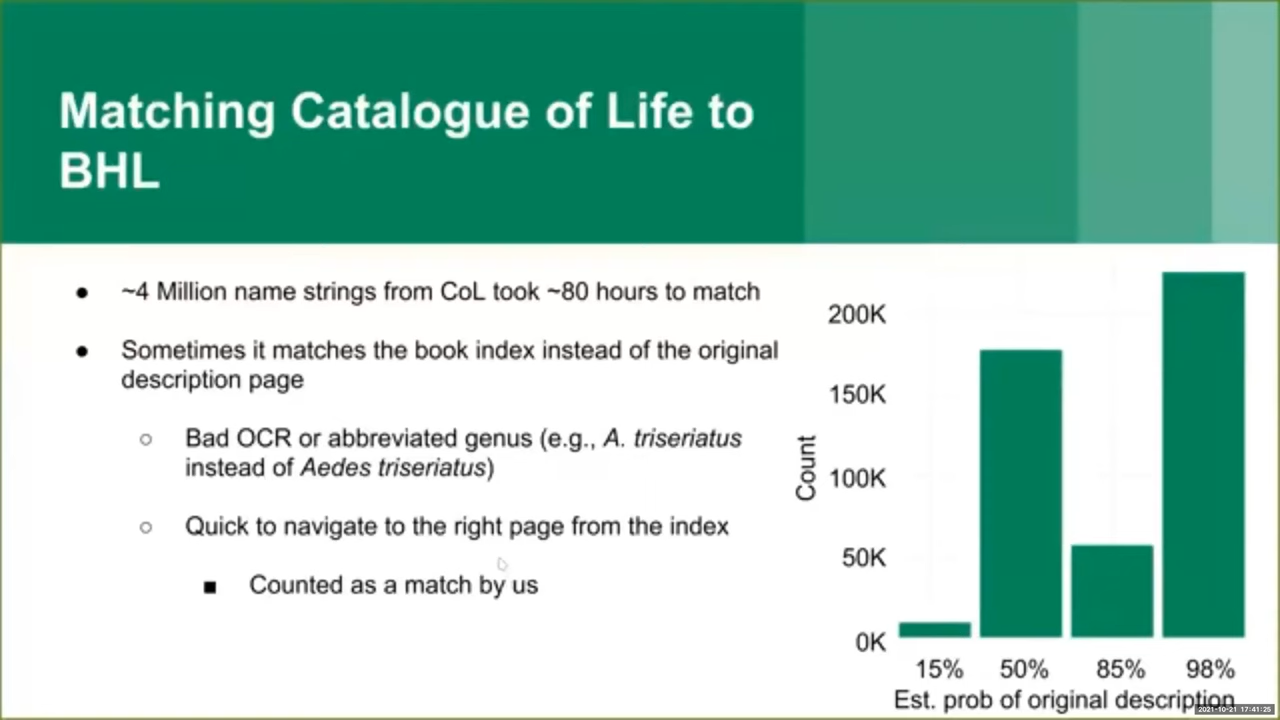 Matching Catalogue of Life to
BHL
● ~4 Million name strings from CoL took ~80 hours to match
● Sometimes it matches the book index instead of the original
description page
○ Bad OCR or abbreviated genus (e.g., A. triseriatus
instead of Aedes triseriatus)
○ Quick to navigate to the right page from the index
■ Counted as a match by us
Count
200K
150K
100K
50K
0K
15% 50% 85% 98%
Est. prob of original description
2021-10-21 17:41:25